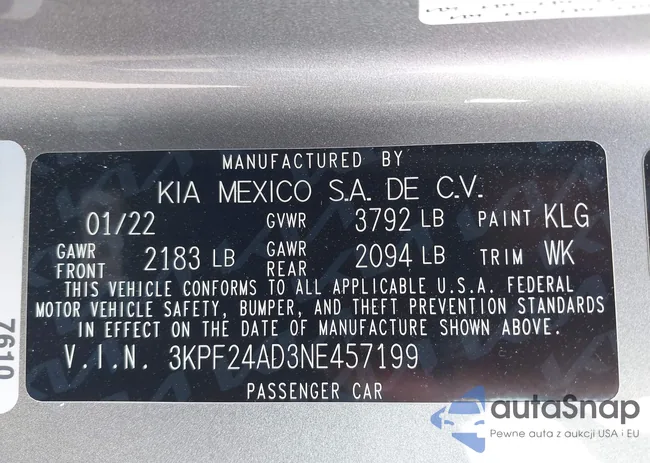 MANUFACTURED BY
KIA MEXICO S.A. DE C.V.
01/22 GVWR 3792 LB PAINT KLG
GAWR FRONT 2183 LB GAWR REAR 2094 LB TRIM WK
THIS VEHICLE CONFORMS TO ALL APPLICABLE U.S.A. FEDERAL
MOTOR VEHICLE SAFETY, BUMPER, AND THEFT PREVENTION STANDARDS
IN EFFECT ON THE DATE OF MANUFACTURE SHOWN ABOVE.
V.I.N. 3KPF24AD3NE457199
PASSENGER CAR
7610
autoSnap
Pewne auta z aukcji USA i EU